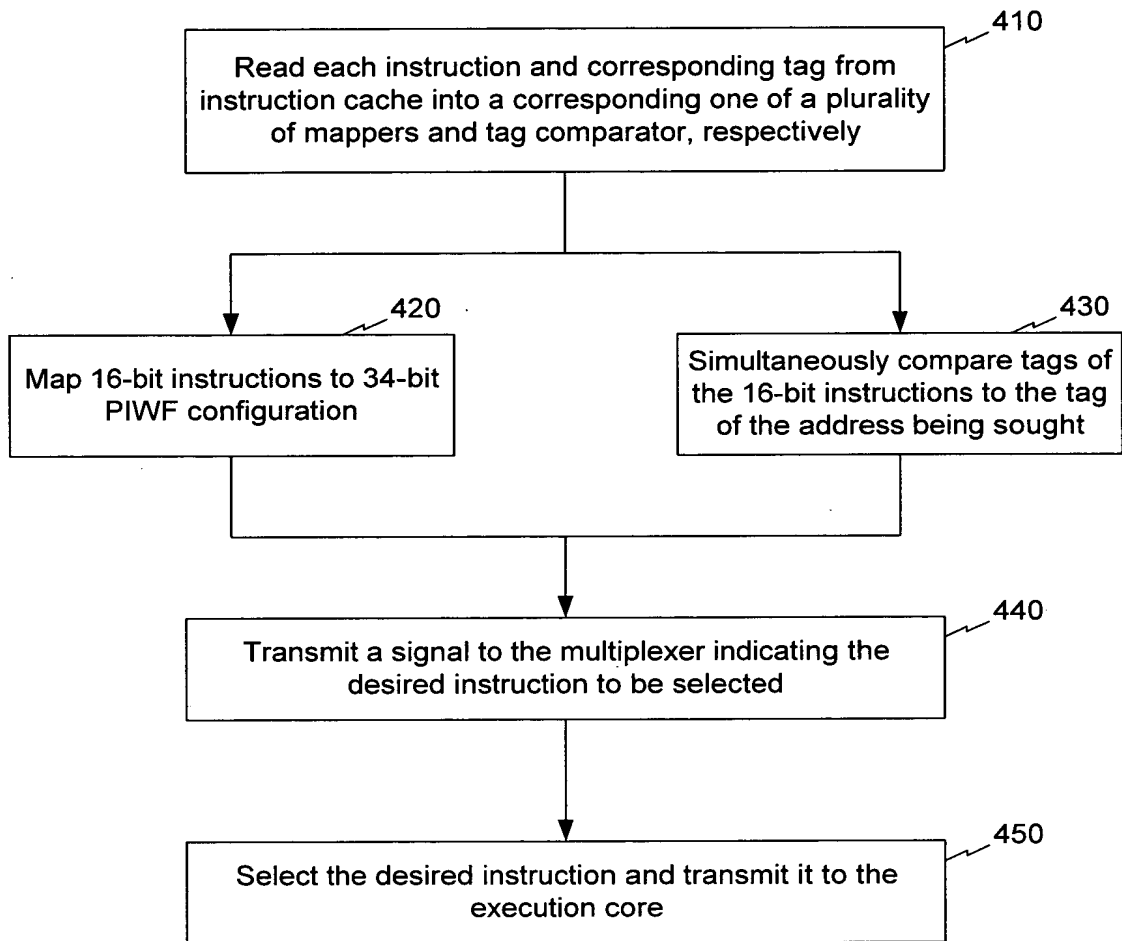 410
Read each instruction and corresponding tag from
instruction cache into a corresponding one of a plurality
of mappers and tag comparator, respectively
420
Map 16-bit instructions to 34-bit
PIWF configuration
430
Simultaneously compare tags of
the 16-bit instructions to the tag
of the address being sought
440
Transmit a signal to the multiplexer indicating the
desired instruction to be selected
450
Select the desired instruction and transmit it to the
execution core